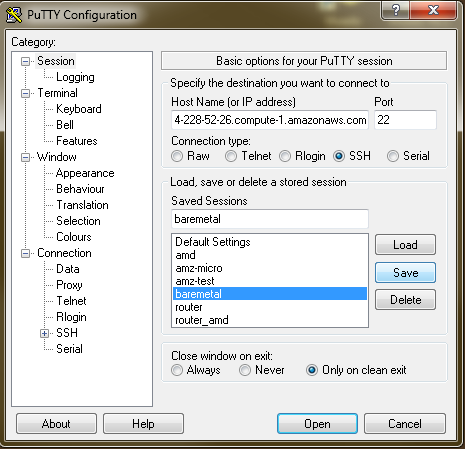 PuTTY Configuration
Category:
Session
Logging
Terminal
Keyboard
Bell
Features
Window
Appearance
Behaviour
Translation
Selection
Colours
Connection
Data
Proxy
Telnet
Rlogin
SSH
Serial
Basic options for your PuTTY session
Specify the destination you want to connect to
Host Name (or IP address) Port
4-228-52-26.compute-1.amazonaws.com 22
Connection type:
Raw Telnet Rlogin SSH Serial
Load, save or delete a stored session
Saved Sessions
baremetal
Default Settings
amd
amz-micro
amz-test
baremetal
router
router_amd
Load
Save
Delete
Close window on exit:
Always Never Only on clean exit
About Help Open Cancel